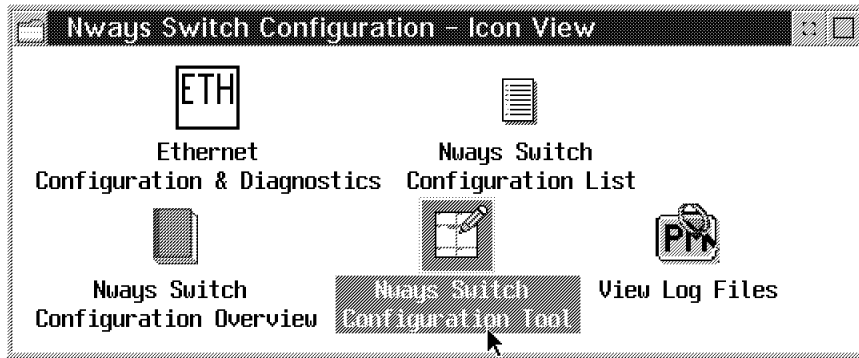 Nways Switch Configuration – Icon View
ETH
Ethernet
Configuration & Diagnostics
Nways Switch
Configuration List
PM
Nways Switch
Configuration Overview
Nways Switch
Configuration Tool
View Log Files